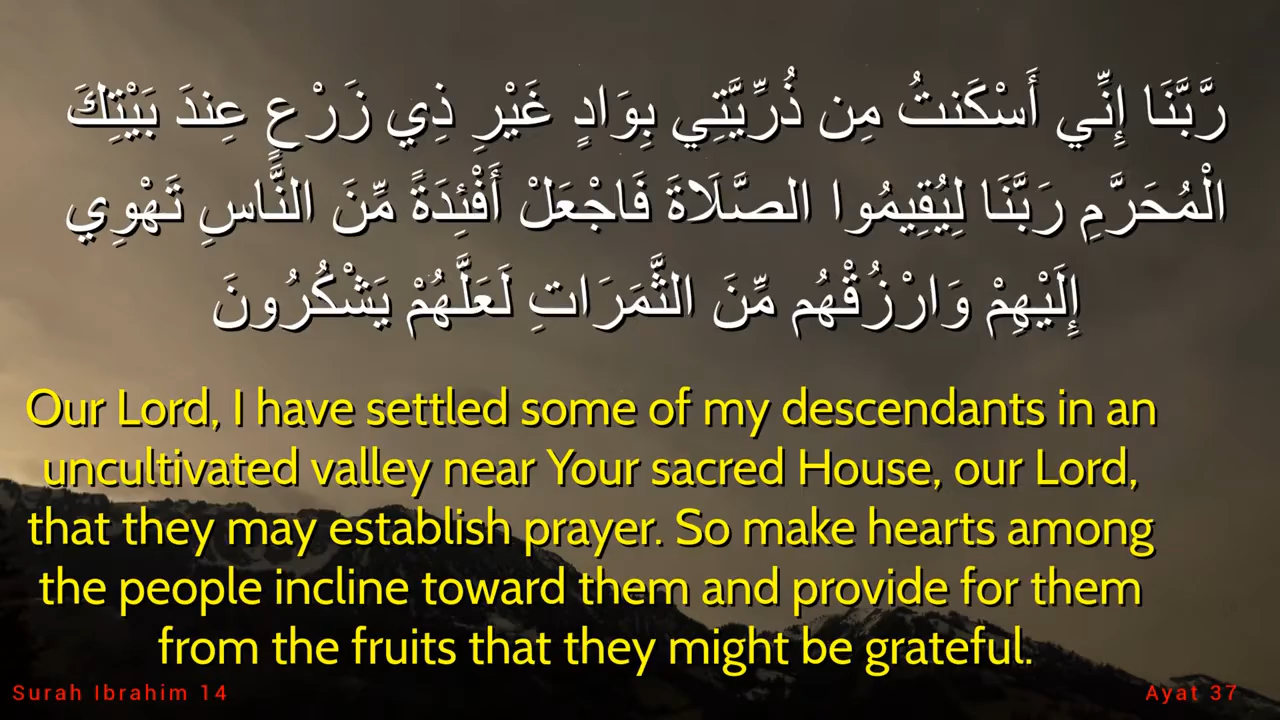 رَّبَّنَا إِنِّي أَسْكَنتُ مِن ذُرِّيَّتِي بِوَادٍ غَيْرِ ذِي زَرْعٍ عِندَ بَيْتِكَ
الْمُحَرَّمِ رَبَّنَا لِيُقِيمُوا الصَّلَاةَ فَاجْعَلْ أَفْئِدَةً مِّنَ النَّاسِ تَهْوِي
إِلَيْهِمْ وَارْزُقْهُم مِّنَ الثَّمَرَاتِ لَعَلَّهُمْ يَشْكُرُونَ
Our Lord, I have settled some of my descendants in an
uncultivated valley near Your sacred House, our Lord,
that they may establish prayer. So make hearts among
the people incline toward them and provide for them
from the fruits that they might be grateful.
Surah Ibrahim 14
Ayat 37